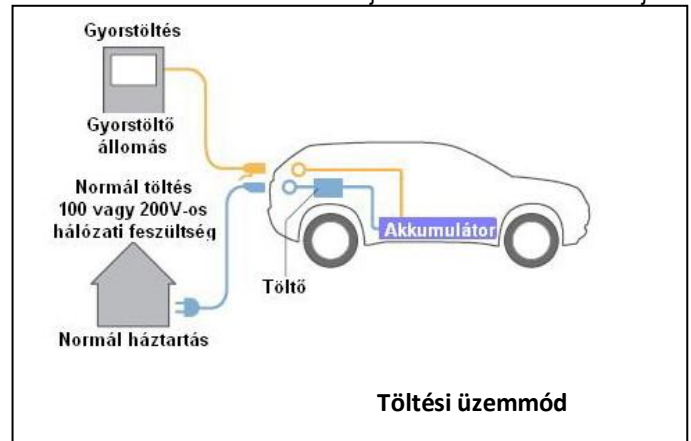 Gyorstöltés
Gyorstöltő
állomás
Normál töltés
100 vagy 200V-os
hálózati feszültség
Akkumulátor
Töltő
Normál háztartás
Töltési üzemmód